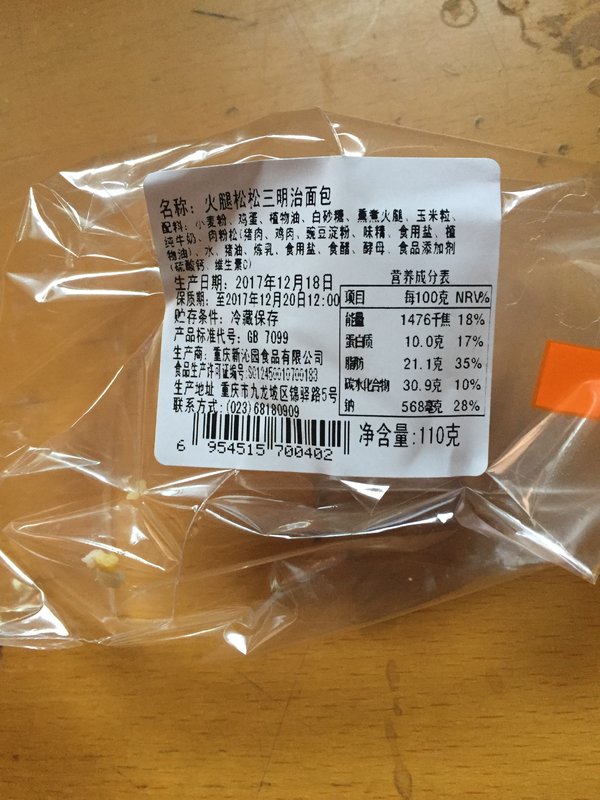 名称：火腿松松三明治面包
配料：小麦粉、鸡蛋、植物油、白砂糖、熏煮火腿、玉米粒、
纯牛奶、肉粉松(猪肉、鸡肉、豌豆淀粉、味精、食用盐、植
物油)、水、猪油、炼乳、食用盐、食醋、酵母、食品添加剂
(硫酸钙、维生素C)
生产日期：2017年12月18日
保质期：至2017年12月20日12:00
贮存条件：冷藏保存
产品标准代号：GB 7099
生产商：重庆新沁园食品有限公司
食品生产许可证编号:SC12450010700183
生产地址 重庆市九龙坡区锦驿路5号
联系方式:(023)68180909
营养成分表
项目 每100克 NRV%
能量 1476千焦 18%
蛋白质 10.0克 17%
脂肪 21.1克 35%
碳水化合物 30.9克 10%
钠 568毫克 28%
6 954515 700402
净含量:110克